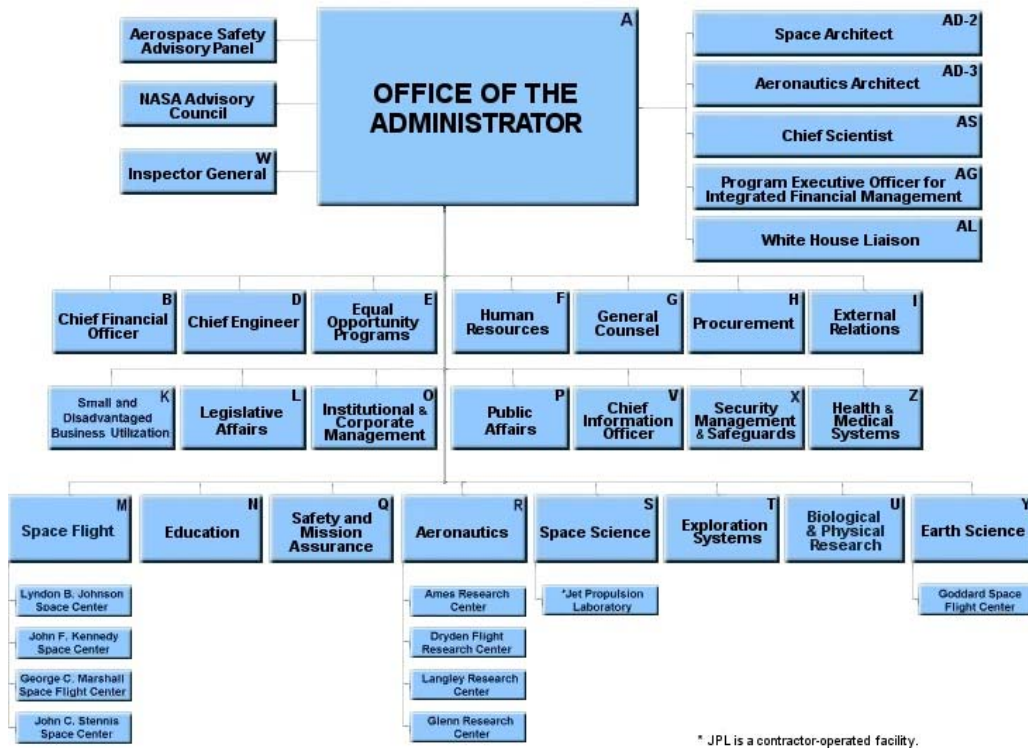 A
OFFICE OF THE
ADMINISTRATOR
Aerospace Safety
Advisory Panel
NASA Advisory
Council
W
Inspector General
AD-2
Space Architect
AD-3
Aeronautics Architect
AS
Chief Scientist
AG
Program Executive Officer for
Integrated Financial Management
AL
White House Liaison
B
Chief Financial
Officer
D
Chief Engineer
E
Equal
Opportunity
Programs
F
Human
Resources
G
General
Counsel
H
Procurement
I
External
Relations
K
Small and
Disadvantaged
Business Utilization
L
Legislative
Affairs
O
Institutional &
Corporate
Management
P
Public
Affairs
V
Chief
Information
Officer
X
Security
Management
& Safeguards
Z
Health &
Medical
Systems
M
Space Flight
N
Education
Q
Safety and
Mission
Assurance
R
Aeronautics
S
Space Science
T
Exploration
Systems
U
Biological
& Physical
Research
Y
Earth Science
Lyndon B. Johnson
Space Center
John F. Kennedy
Space Center
George C. Marshall
Space Flight Center
John C. Stennis
Space Center
Ames Research
Center
Dryden Flight
Research Center
Langley Research
Center
Glenn Research
Center
*Jet Propulsion
Laboratory
Goddard Space
Flight Center
* JPL is a contractor-operated facility.